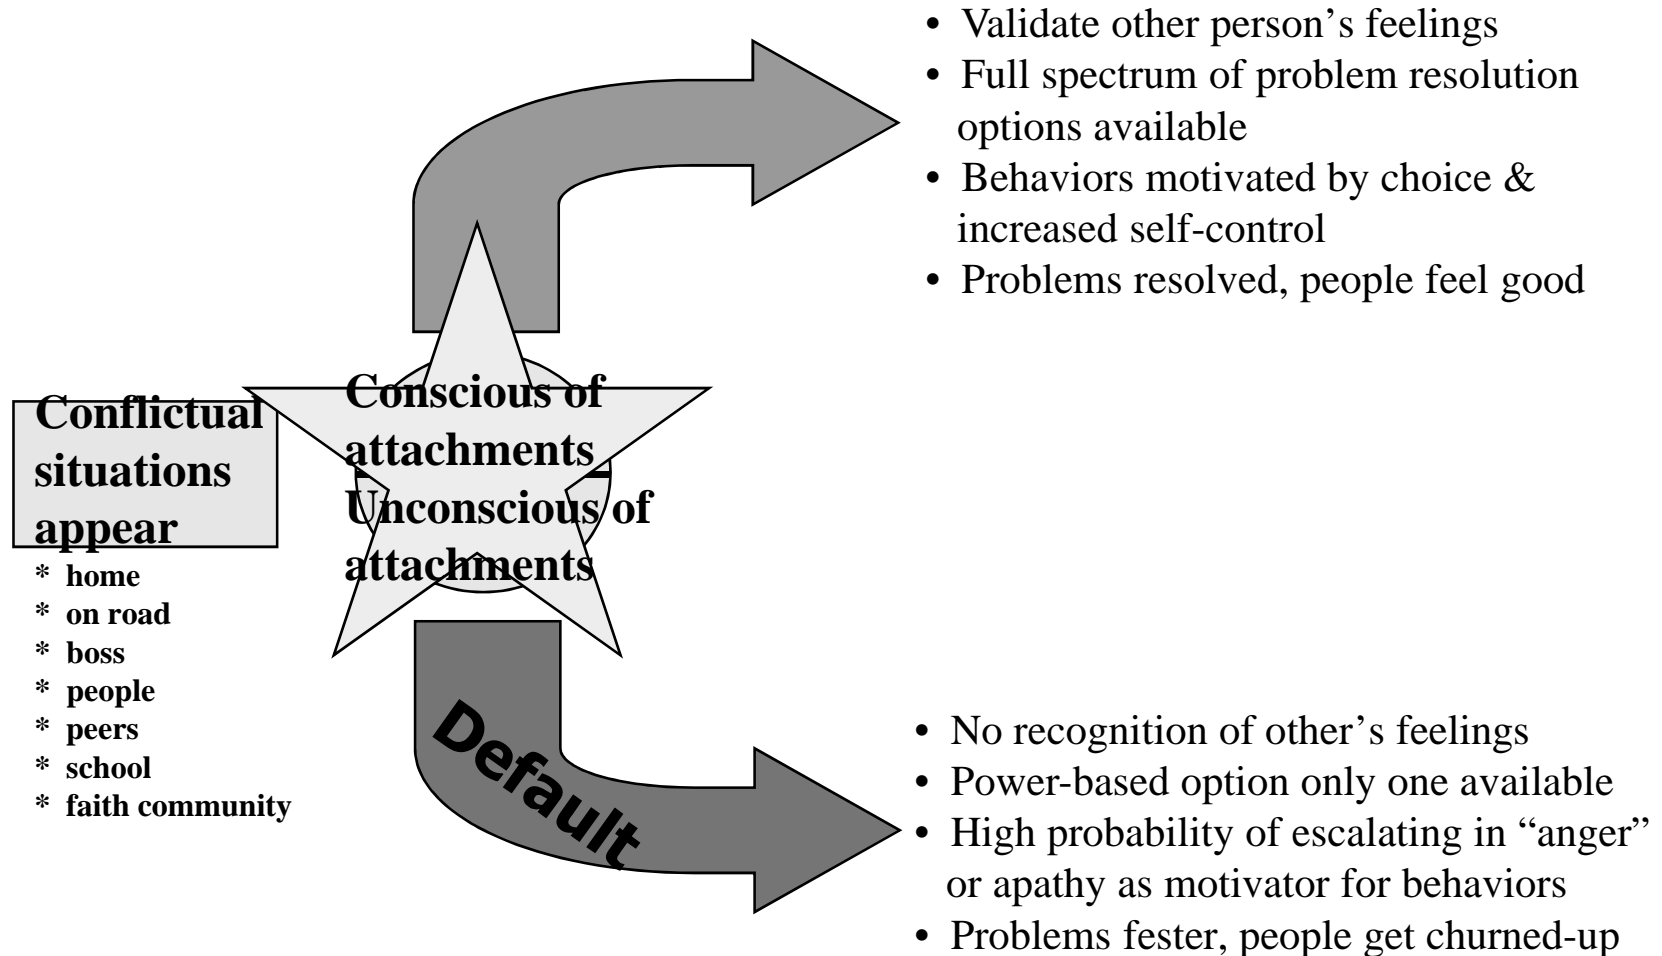 • Validate other person’s feelings
• Full spectrum of problem resolution
options available
• Behaviors motivated by choice &
increased self-control
• Problems resolved, people feel good
Conflictual
situations
appear
* home
* on road
* boss
* people
* peers
* school
* faith community
Conscious of
attachments
Unconscious of
attachments
Default
• No recognition of other’s feelings
• Power-based option only one available
• High probability of escalating in “anger”
or apathy as motivator for behaviors
• Problems fester, people get churned-up